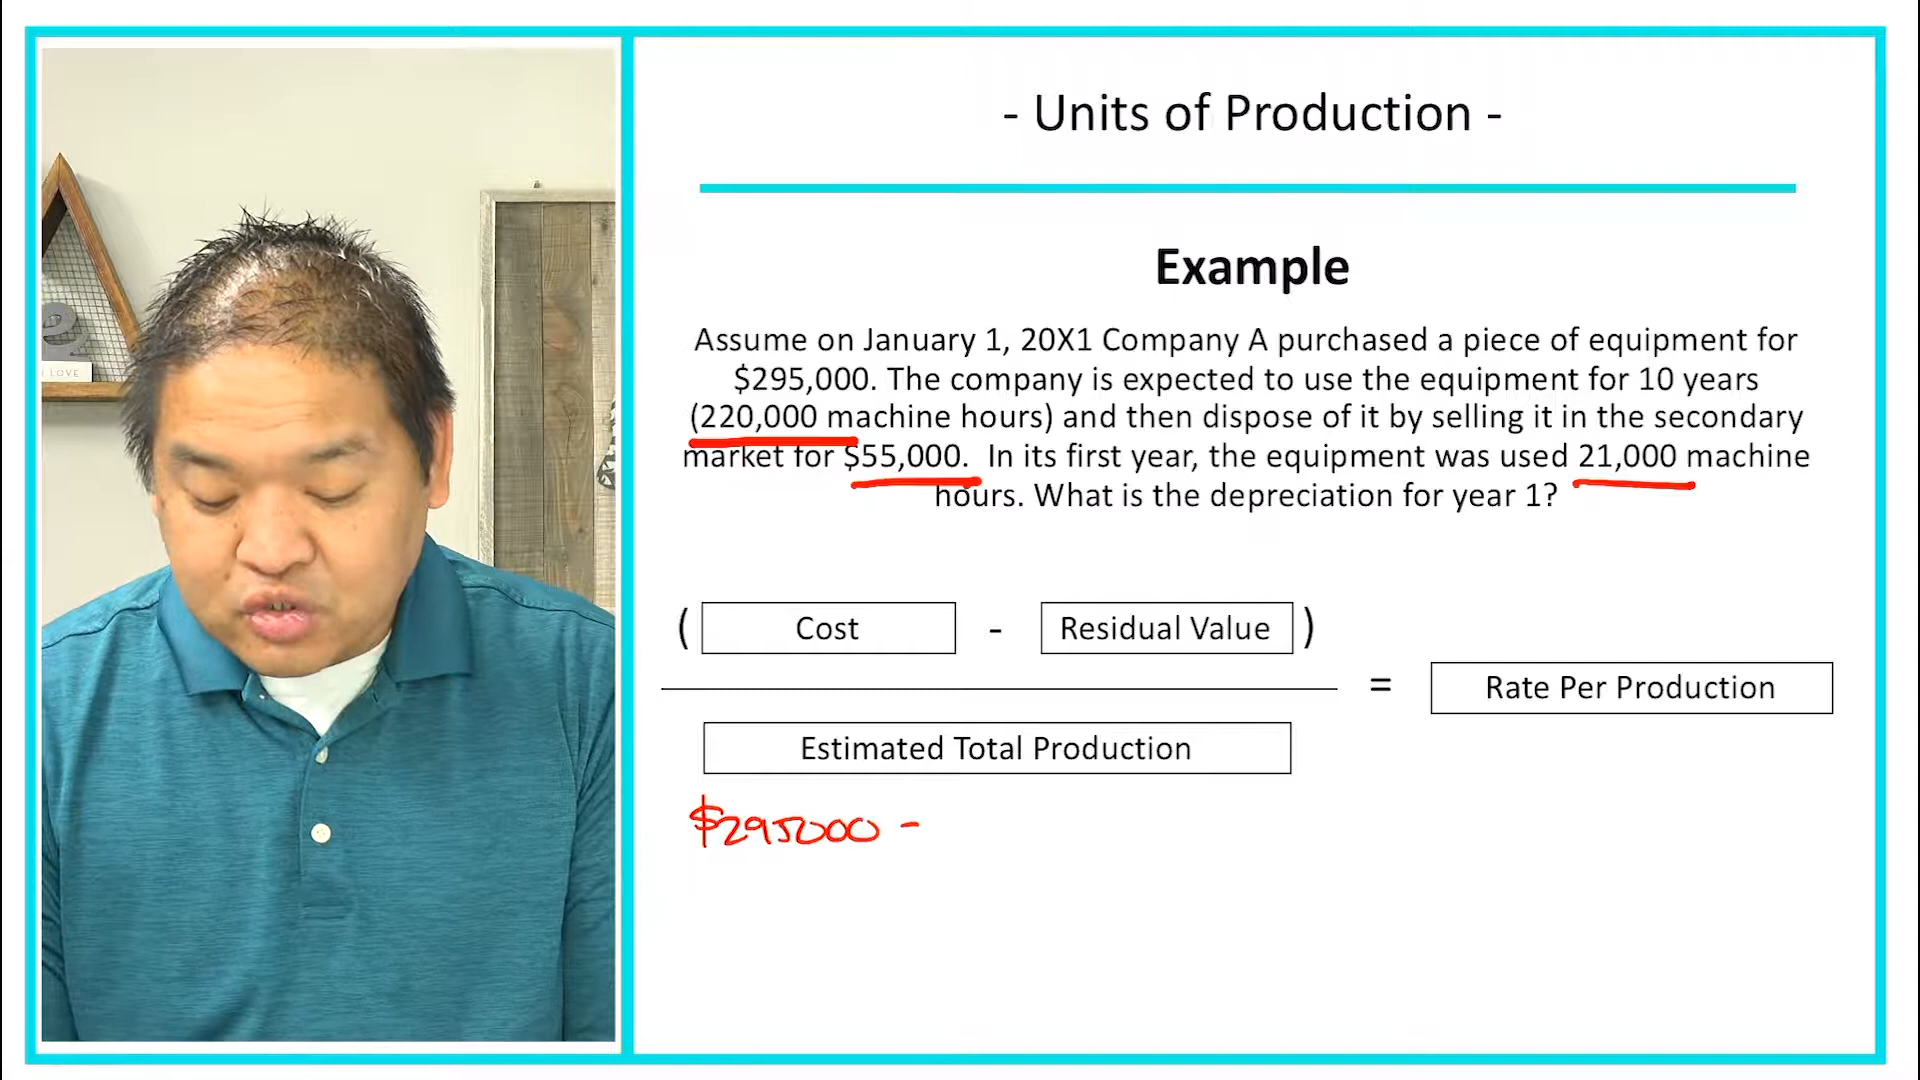 - Units of Production -
Example
Assume on January 1, 20X1 Company A purchased a piece of equipment for
$295,000. The company is expected to use the equipment for 10 years
(220,000 machine hours) and then dispose of it by selling it in the secondary
market for $55,000. In its first year, the equipment was used 21,000 machine
hours. What is the depreciation for year 1?
( Cost - Residual Value )
= Rate Per Production
Estimated Total Production
$295000 -
LOVE